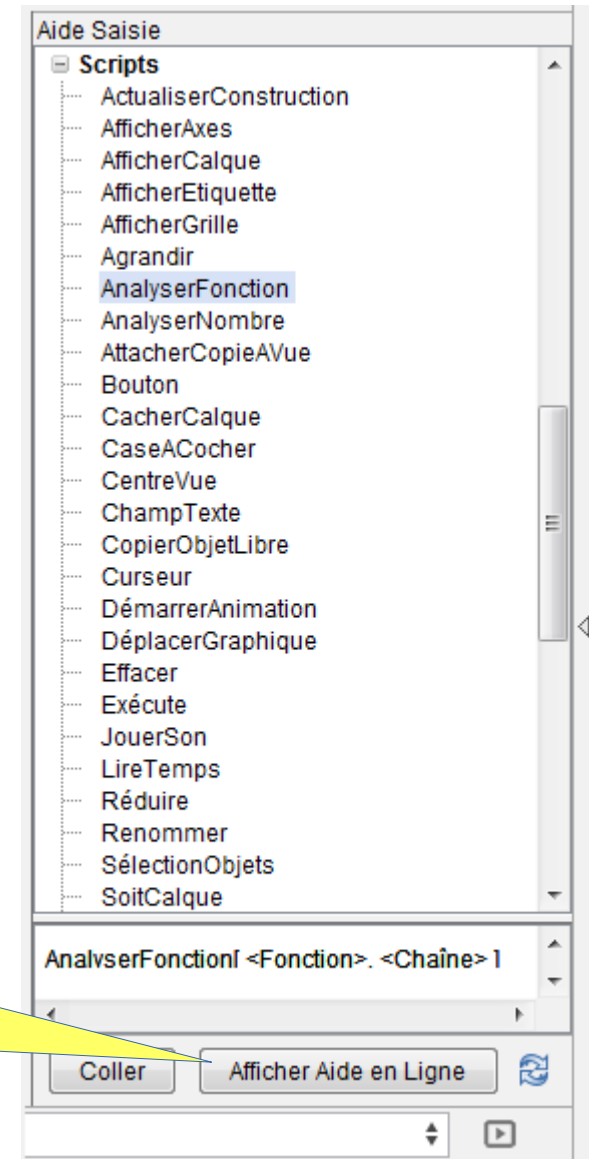 Aide Saisie
Scripts
ActualiserConstruction
AfficherAxes
AfficherCalque
AfficherEtiquette
AfficherGrille
Agrandir
AnalyserFonction
AnalyserNombre
AttacherCopieAVue
Bouton
CacherCalque
CaseACocher
CentreVue
ChampTexte
CopierObjetLibre
Curseur
DémarrerAnimation
DéplacerGraphique
Effacer
Exécute
JouerSon
LireTemps
Réduire
Renommer
SélectionObjets
SoitCalque
AnalyserFonction[ <Fonction>, <Chaîne> ]
Coller Afficher Aide en Ligne